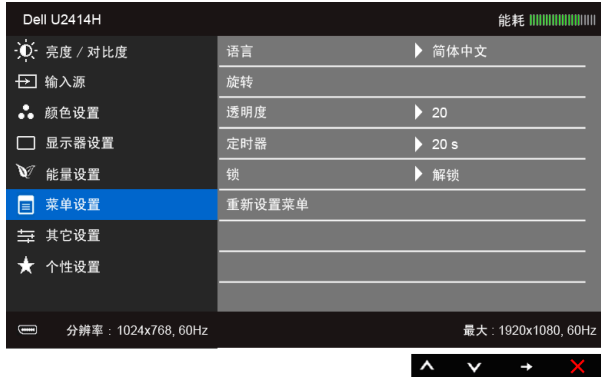 Dell U2414H 能耗
亮度 / 对比度 语言 简体中文
输入源 旋转
颜色设置 透明度 20
显示器设置 定时器 20 s
能量设置 锁 解锁
菜单设置 重新设置菜单
其它设置
个性设置
分辨率 : 1024x768, 60Hz 最大 : 1920x1080, 60Hz